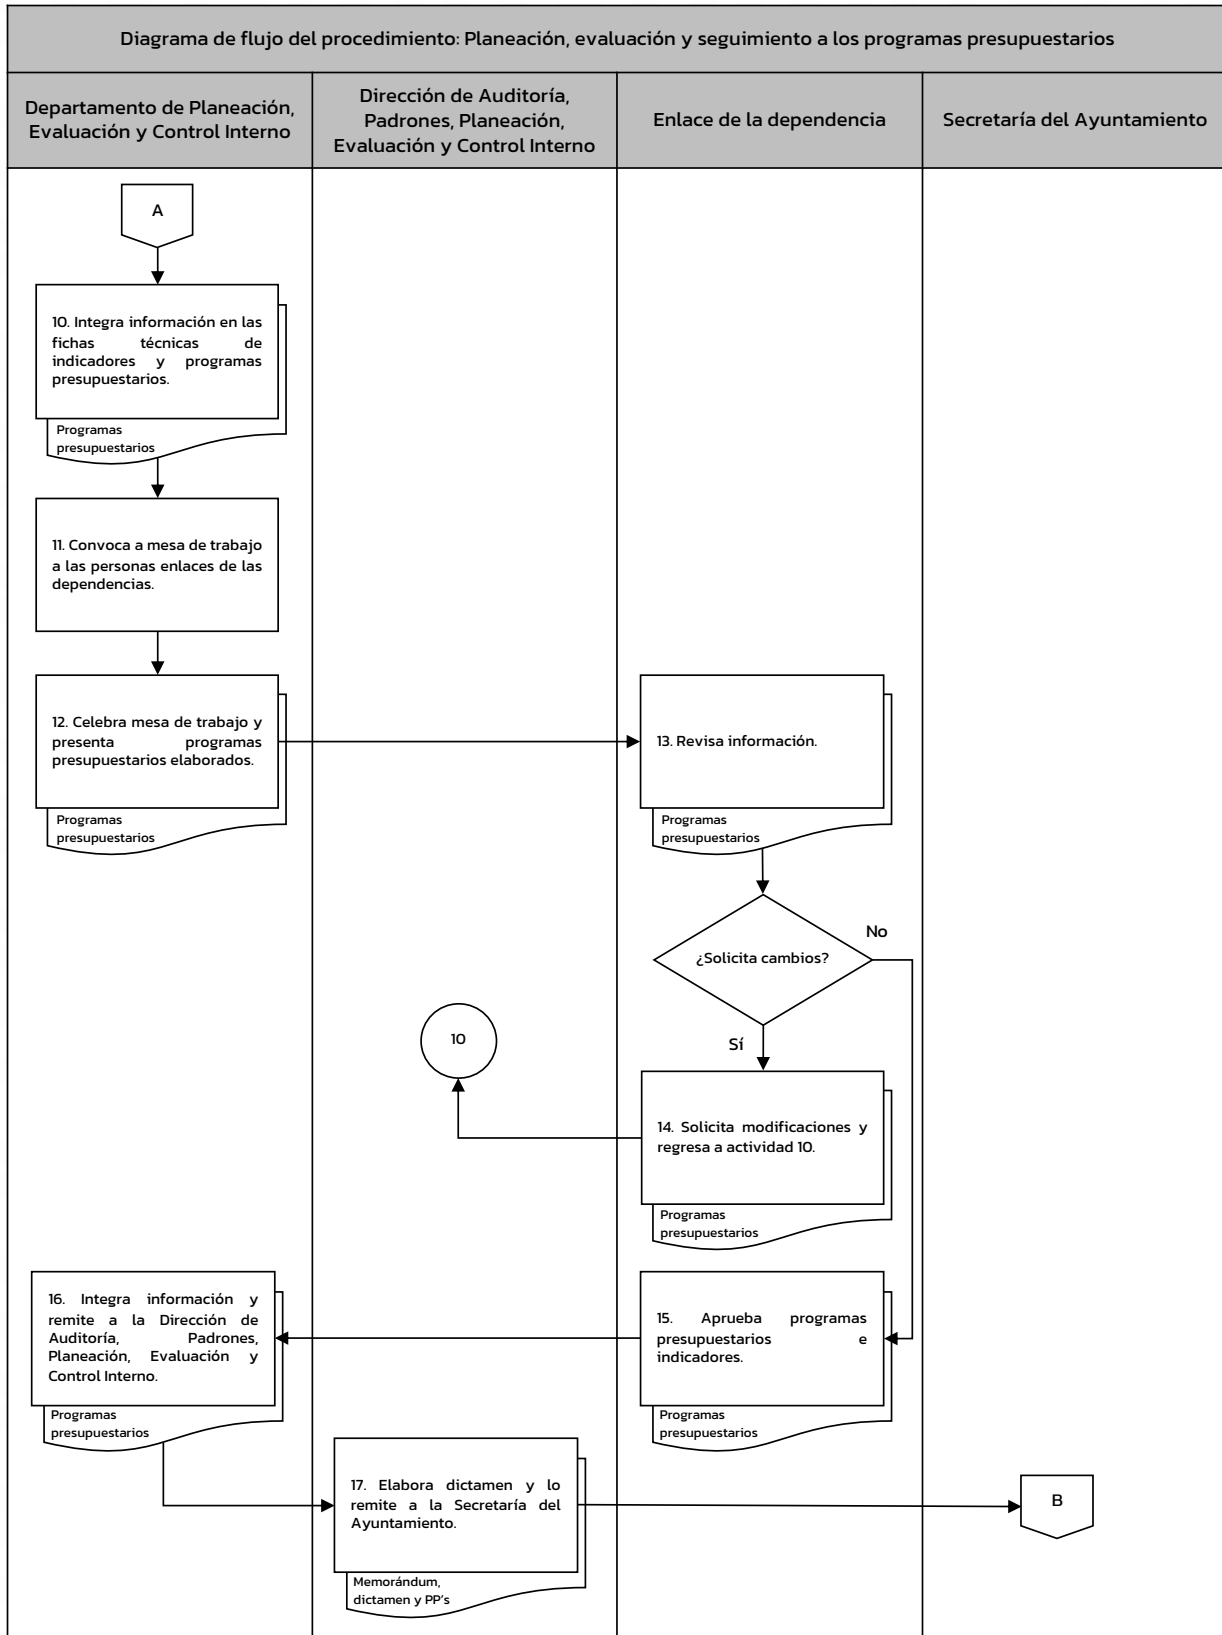 Diagrama de flujo del procedimiento: Planeación, evaluación y seguimiento a los programas presupuestarios
Departamento de Planeación,
Evaluación y Control Interno
Dirección de Auditoría,
Padrones, Planeación,
Evaluación y Control Interno
Enlace de la dependencia
Secretaría del Ayuntamiento
A
10. Integra información en las
fichas técnicas de
indicadores y programas
presupuestarios.
Programas
presupuestarios
11. Convoca a mesa de trabajo
a las personas enlaces de las
dependencias.
12. Celebra mesa de trabajo y
presenta programas
presupuestarios elaborados.
Programas
presupuestarios
13. Revisa información.
Programas
presupuestarios
¿Solicita cambios?
No
Sí
10
14. Solicita modificaciones y
regresa a actividad 10.
Programas
presupuestarios
15. Aprueba programas
presupuestarios e
indicadores.
Programas
presupuestarios
16. Integra información y
remite a la Dirección de
Auditoría, Padrones,
Planeación, Evaluación y
Control Interno.
Programas
presupuestarios
17. Elabora dictamen y lo
remite a la Secretaría del
Ayuntamiento.
Memorándum,
dictamen y PP's
B